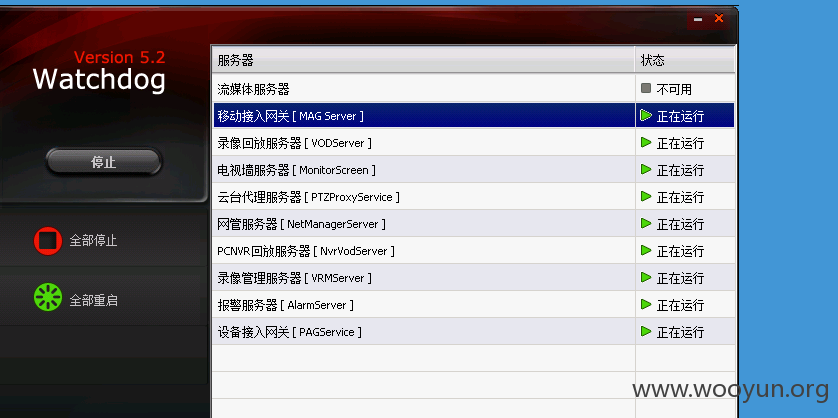 Version 5.2
Watchdog
停止
全部停止
全部重启
服务器 状态
流媒体服务器 不可用
移动接入网关 [ MAG Server ] 正在运行
录像回放服务器 [ VODServer ] 正在运行
电视墙服务器 [ MonitorScreen ] 正在运行
云台代理服务器 [ PTZProxyService ] 正在运行
网管服务器 [ NetManagerServer ] 正在运行
PCNVR回放服务器 [ NvrVodServer ] 正在运行
录像管理服务器 [ VRMServer ] 正在运行
报警服务器 [ AlarmServer ] 正在运行
设备接入网关 [ PAGService ] 正在运行
www.wooyun.org